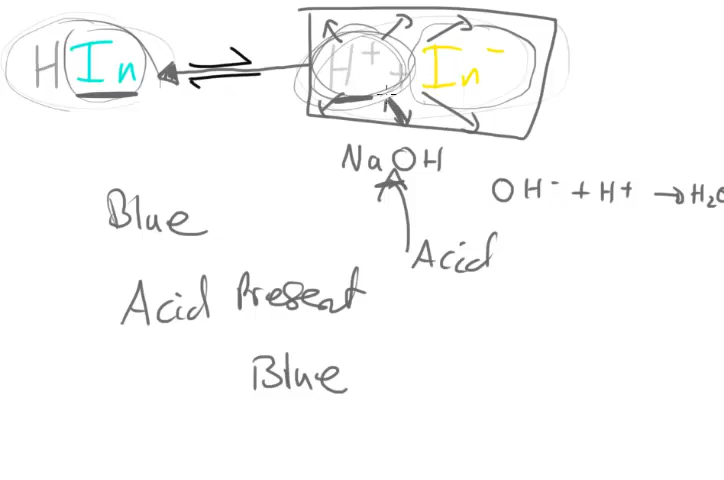 HIn ⇌ H+ + In-
NaOH
OH- + H+ → H2O
Blue
Acid
Acid Present
Blue